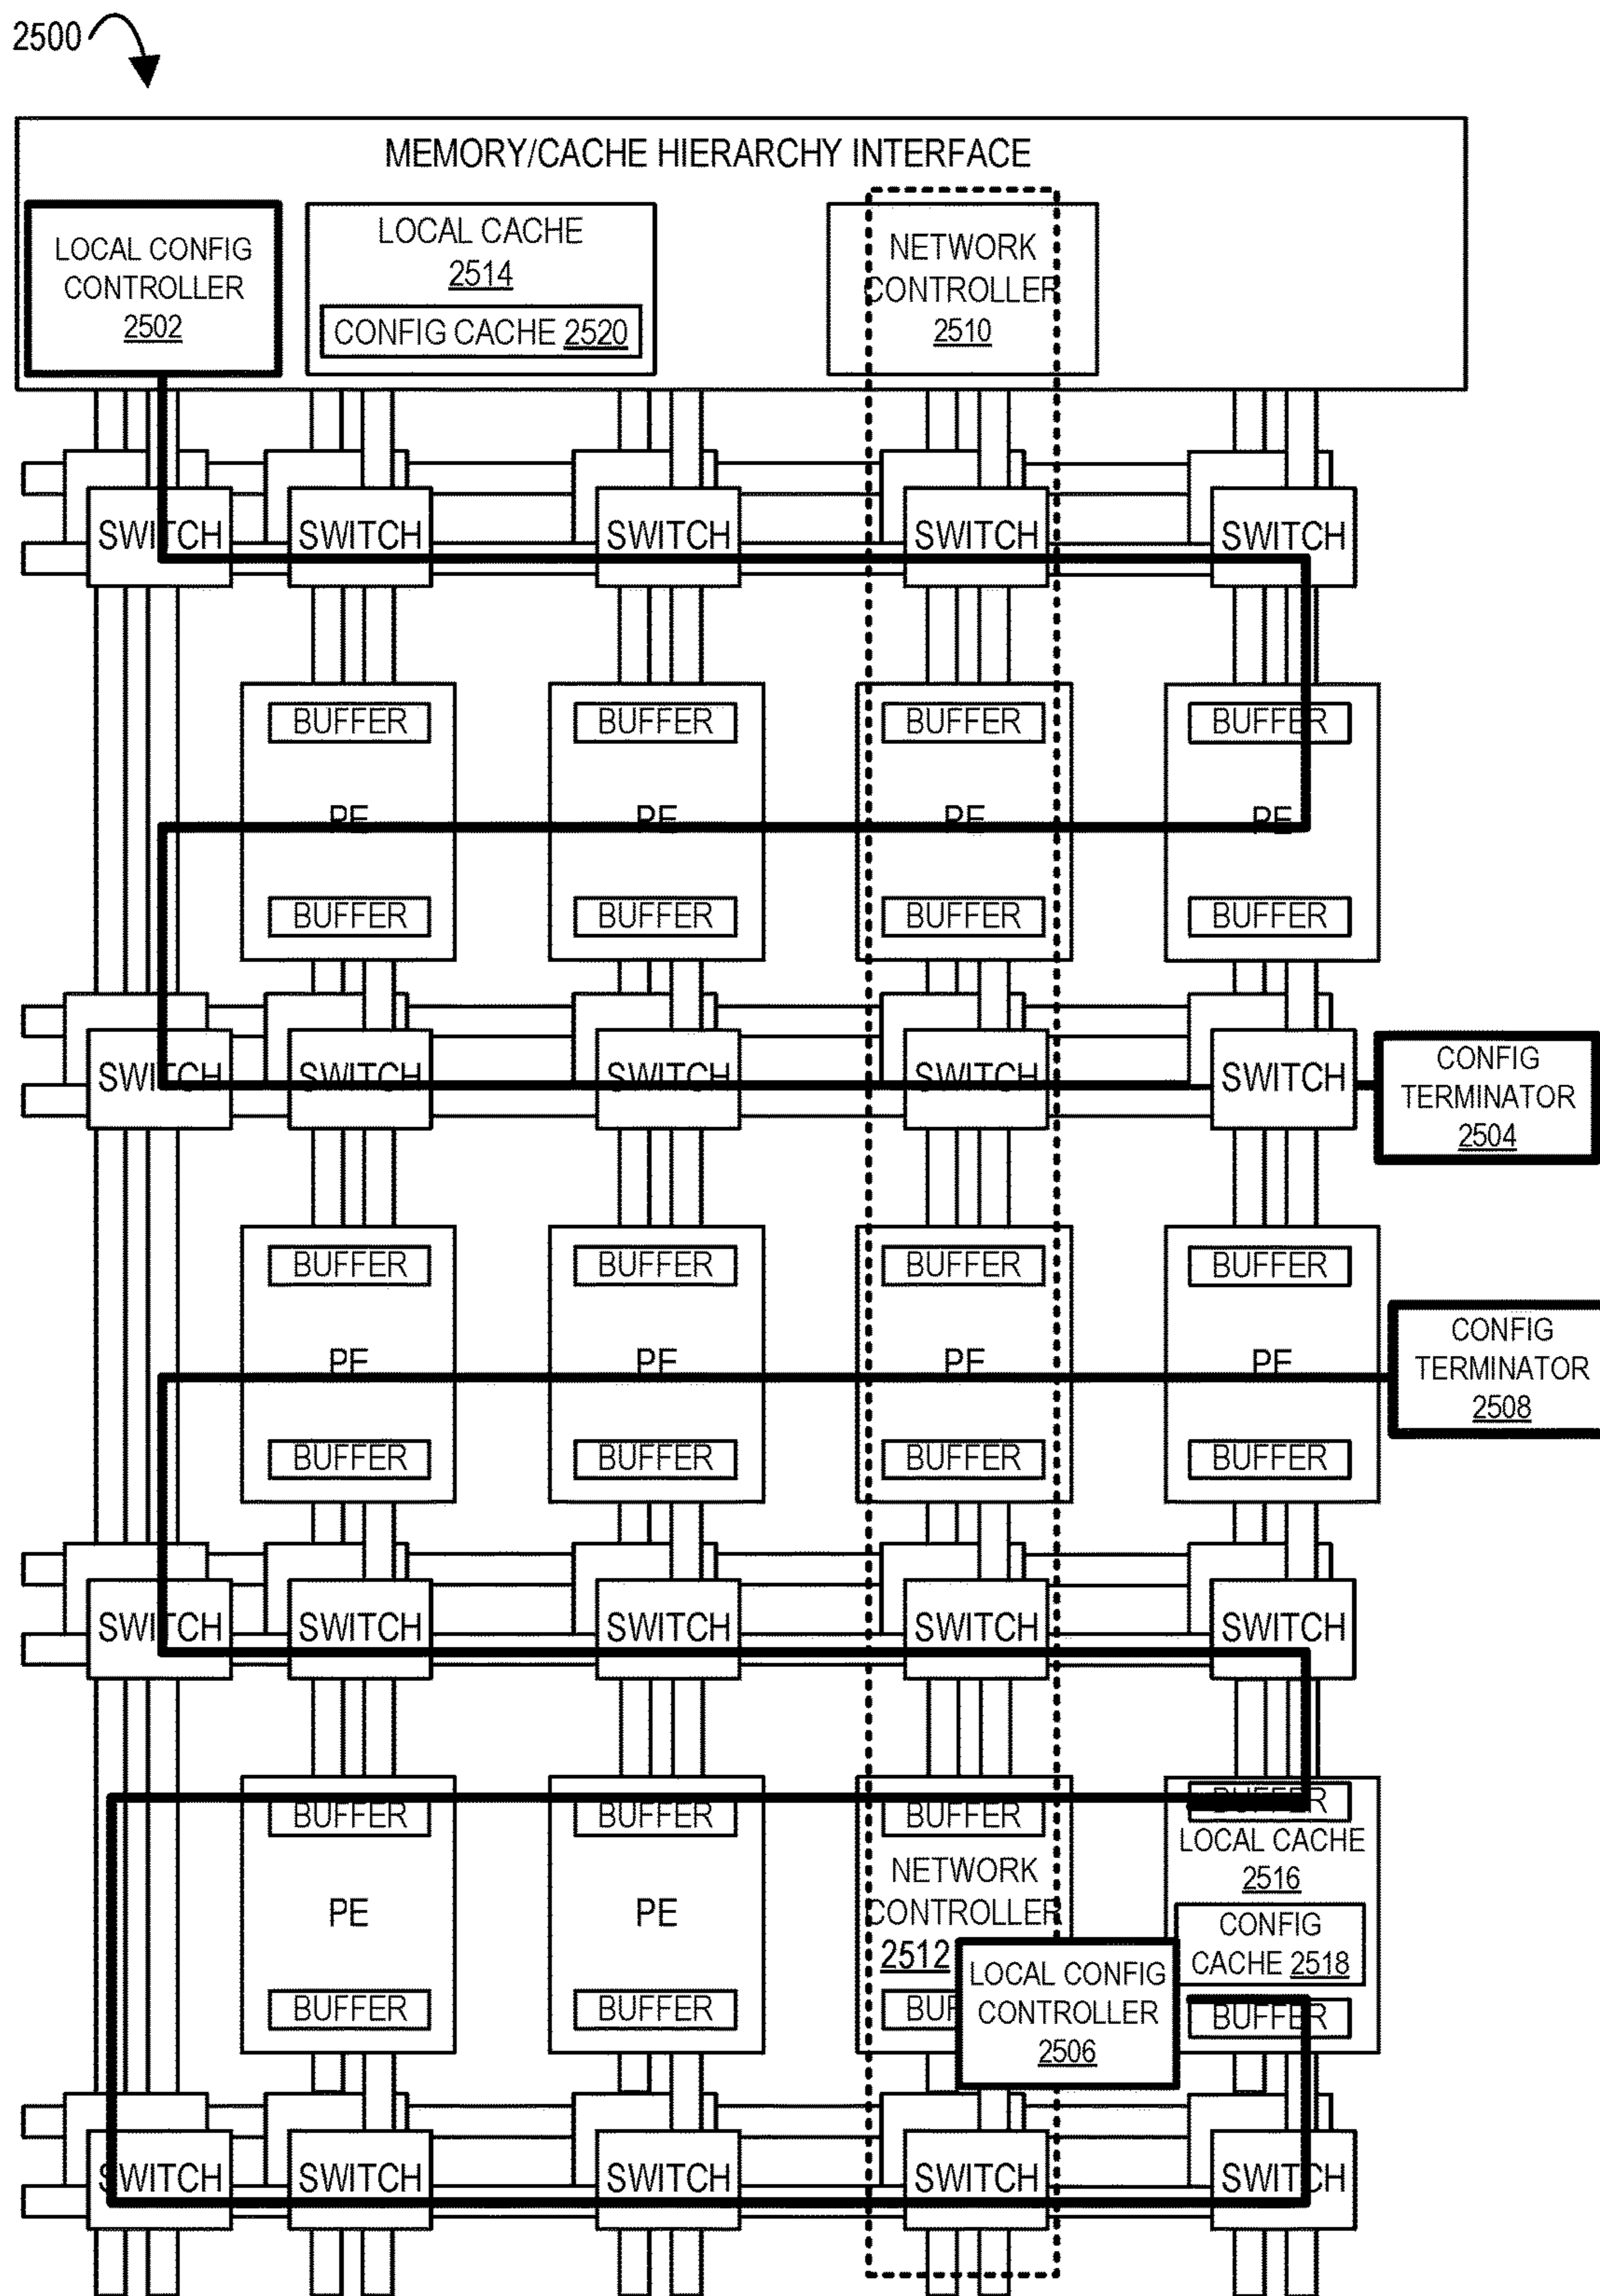 2500
MEMORY/CACHE HIERARCHY INTERFACE
LOCAL CONFIG
CONTROLLER
2502
LOCAL CACHE
2514
CONFIG CACHE 2520
NETWORK
CONTROLLER
2510
SWITCH SWITCH SWITCH SWITCH SWITCH
BUFFER BUFFER BUFFER BUFFER
PE PE PE PE
BUFFER BUFFER BUFFER BUFFER
SWITCH SWITCH SWITCH SWITCH SWITCH
CONFIG
TERMINATOR
2504
BUFFER BUFFER BUFFER BUFFER
PE PE PE PE
CONFIG
TERMINATOR
2508
BUFFER BUFFER BUFFER BUFFER
SWITCH SWITCH SWITCH SWITCH SWITCH
BUFFER BUFFER BUFFER BUFFER
PE PE
NETWORK
CONTROLLER
2512
LOCAL CACHE
2516
CONFIG
CACHE 2518
LOCAL CONFIG
CONTROLLER
2506
BUFFER BUFFER BUF BUFFER
SWITCH SWITCH SWITCH SWITCH SWITCH